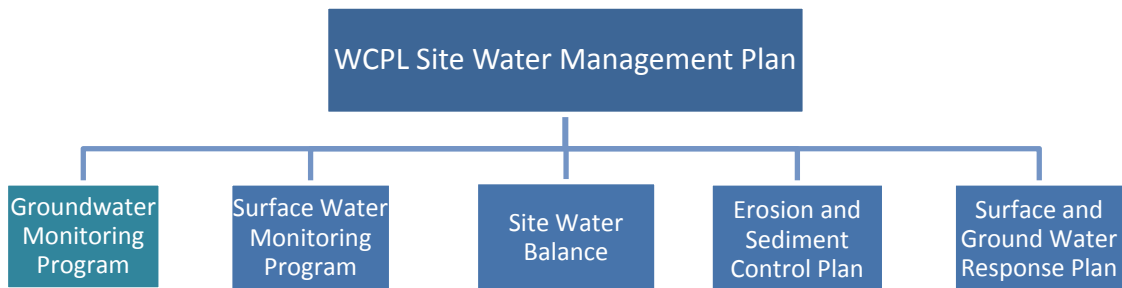 WCPL Site Water Management Plan
Groundwater
Monitoring
Program
Surface Water
Monitoring
Program
Site Water
Balance
Erosion and
Sediment
Control Plan
Surface and
Ground Water
Response Plan